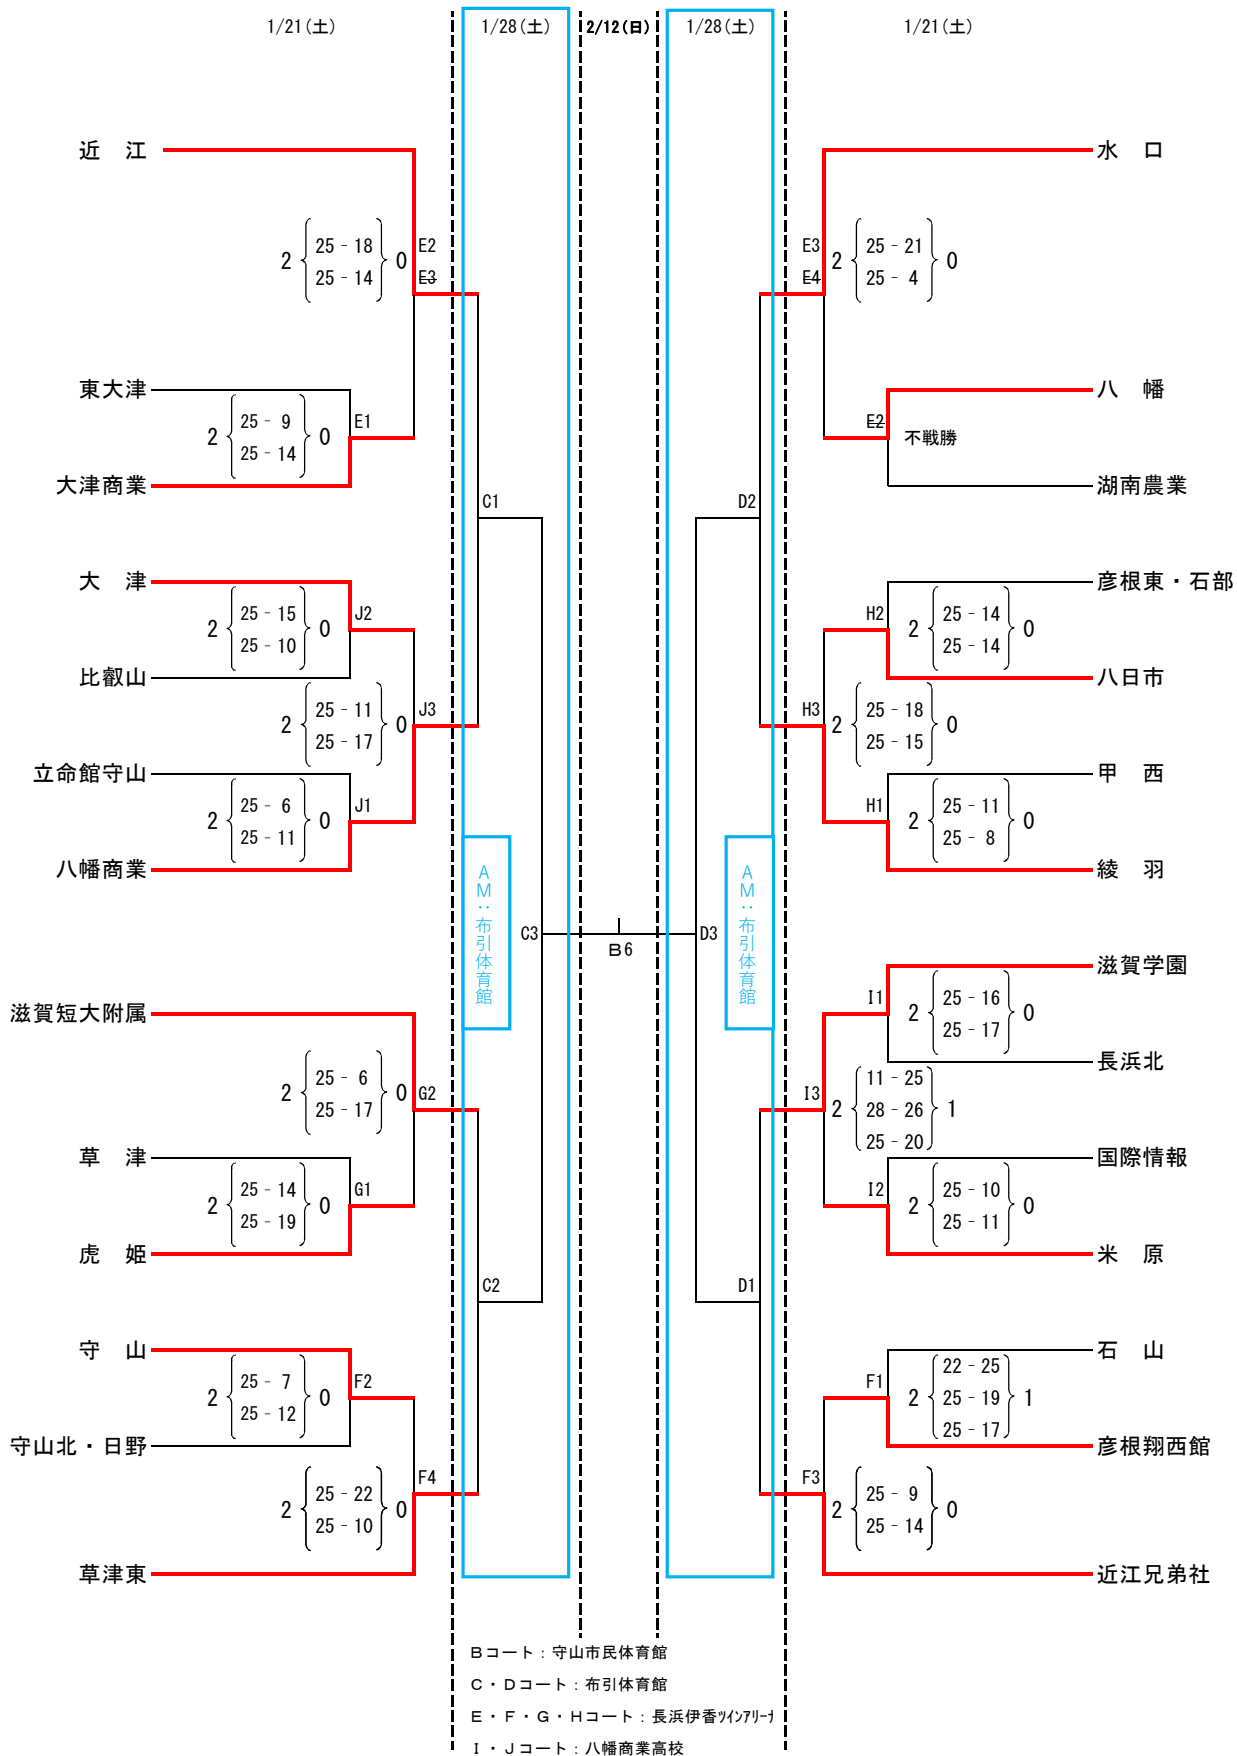 1/21(土)
1/28(土)
2/12(日)
1/28(土)
1/21(土)
近　江
2 25 - 18 0 E2
25 - 14 E3
東大津
2 25 - 9 0 E1
25 - 14
大津商業
C1
大　津
2 25 - 15 0 J2
25 - 10
比叡山
2 25 - 11 0 J3
25 - 17
立命館守山
2 25 - 6 0 J1
25 - 11
八幡商業
AM：布引体育館
C3
滋賀短大附属
2 25 - 6 0 G2
25 - 17
草　津
2 25 - 14 0 G1
25 - 19
虎　姫
C2
守　山
2 25 - 7 0 F2
25 - 12
守山北・日野
2 25 - 22 0 F4
25 - 10
草津東
B6
水　口
E3 2 25 - 21 0
E4 25 - 4
八　幡
E2 不戦勝
湖南農業
D2
彦根東・石部
H2 2 25 - 14 0
25 - 14
八日市
H3 2 25 - 18 0
25 - 15
甲　西
H1 2 25 - 11 0
25 - 8
綾　羽
AM：布引体育館
D3
滋賀学園
I1 2 25 - 16 0
25 - 17
長浜北
I3 2 11 - 25 1
28 - 26
25 - 20
国際情報
I2 2 25 - 10 0
25 - 11
米　原
D1
石　山
F1 2 22 - 25 1
25 - 19
25 - 17
彦根翔西館
F3 2 25 - 9 0
25 - 14
近江兄弟社
Bコート：守山市民体育館
C・Dコート：布引体育館
E・F・G・Hコート：長浜伊香ﾂｲﾝｱﾘｰﾅ
I・Jコート：八幡商業高校